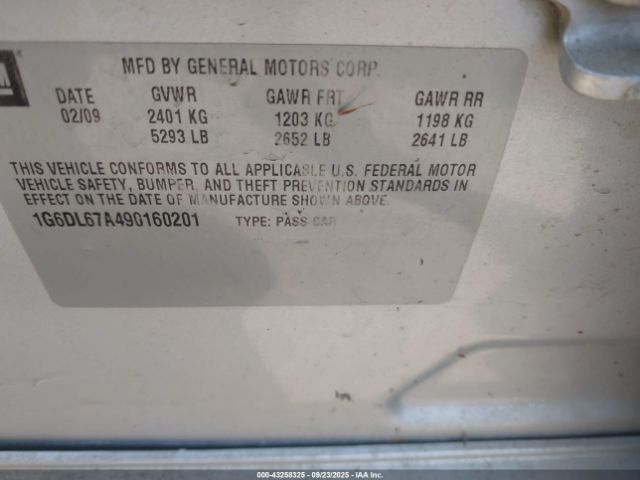 GM
MFD BY GENERAL MOTORS CORP.
DATE GVWR GAWR FRT GAWR RR
02/09 2401 KG 1203 KG 1198 KG
5293 LB 2652 LB 2641 LB
THIS VEHICLE CONFORMS TO ALL APPLICABLE U.S. FEDERAL MOTOR
VEHICLE SAFETY, BUMPER, AND THEFT PREVENTION STANDARDS IN
EFFECT ON THE DATE OF MANUFACTURE SHOWN ABOVE.
1G6DL67A490160201 TYPE: PASS CAR
000-43258325 - 09/23/2025 - IAA Inc.